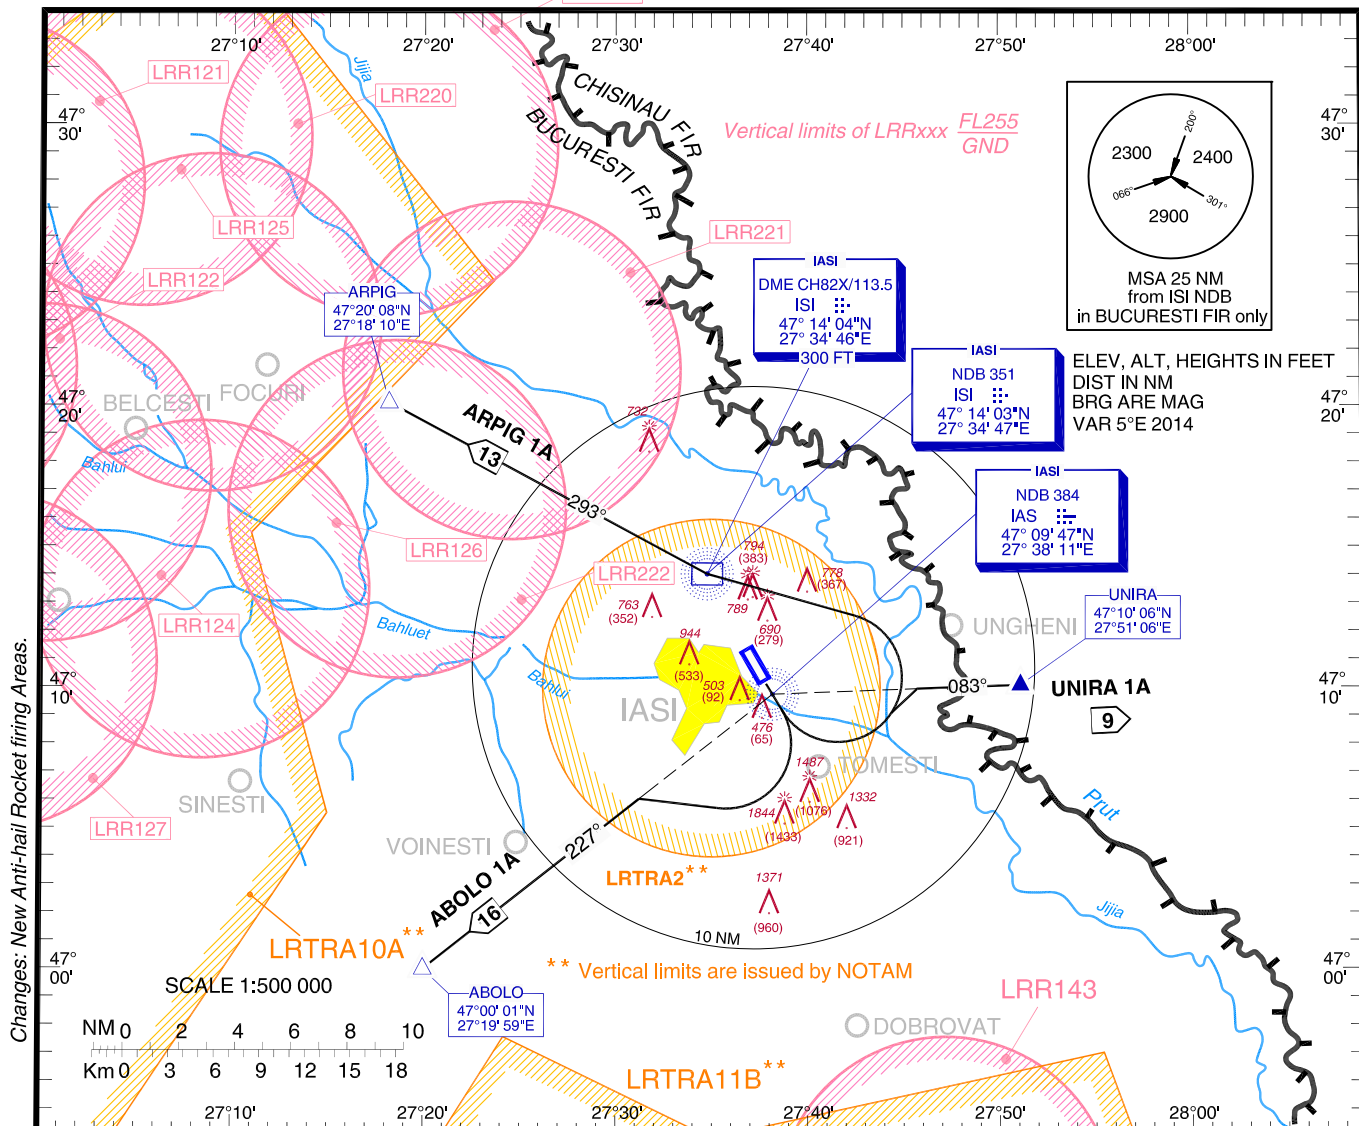 27°10'
27°20'
27°30'
27°40'
27°50'
28°00'
LRR121
LRR220
Jijia
CHISINAU FIR
BUCURESTI FIR
Vertical limits of LRRxxx FL255
GND
47°
30'
47°
30'
200°
2300
2400
066°
301°
2900
MSA 25 NM
from ISI NDB
in BUCURESTI FIR only
LRR125
LRR122
LRR221
ARPIG
47°20' 08"N
27°18' 10"E
IASI
DME CH82X/113.5
ISI
47° 14' 04"N
27° 34' 46"E
300 FT
IASI
NDB 351
ISI
47° 14' 03"N
27° 34' 47"E
ELEV, ALT, HEIGHTS IN FEET
DIST IN NM
BRG ARE MAG
VAR 5°E 2014
FOCURI
BELCESTI
47°
20'
47°
20'
732
ARPIG 1A
13
293°
Bahlui
IASI
NDB 384
IAS
47° 09' 47"N
27° 38' 11"E
LRR126
LRR222
LRR124
794
(383)
778
(367)
789
763
(352)
690
(279)
944
(533)
503
(92)
476
(65)
Bahluet
Bahlui
IASI
UNIRA
47°10' 06"N
27°51' 06"E
UNGHENI
083°
UNIRA 1A
9
47°
10'
47°
10'
TOMESTI
1487
(1076)
1844
(1433)
1332
(921)
1371
(960)
Prut
Jijia
SINESTI
LRR127
VOINESTI
227°
ABOLO 1A
16
LRTRA2**
LRTRA10A**
10 NM
** Vertical limits are issued by NOTAM
47°
00'
47°
00'
SCALE 1:500 000
NM 0 2 4 6 8 10
Km 0 3 6 9 12 15 18
ABOLO
47°00' 01"N
27°19' 59"E
LRR143
DOBROVAT
LRTRA11B**
27°10'
27°20'
27°30'
27°40'
27°50'
28°00'
Changes: New Anti-hail Rocket firing Areas.